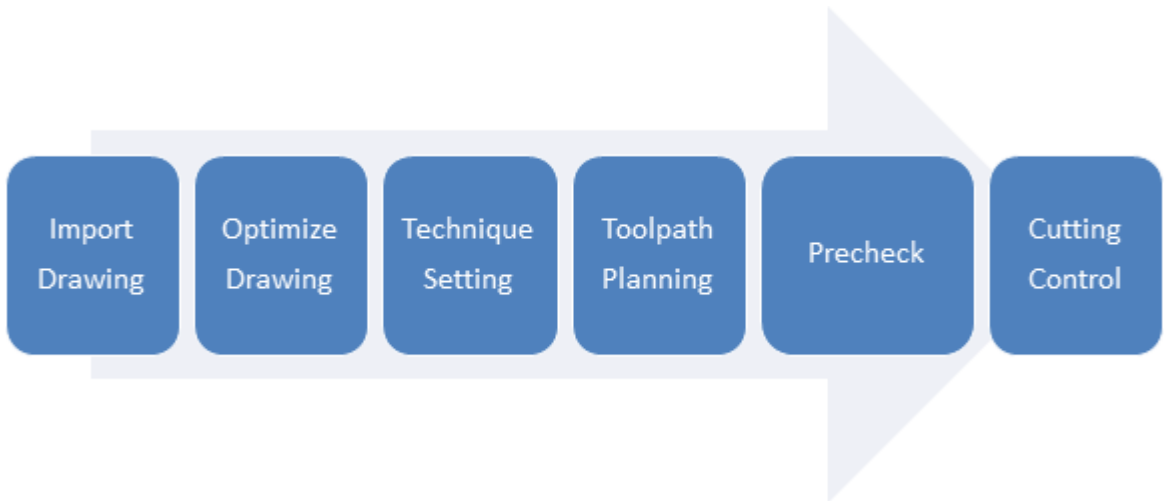 Import
Drawing
Optimize
Drawing
Technique
Setting
Toolpath
Planning
Precheck
Cutting
Control